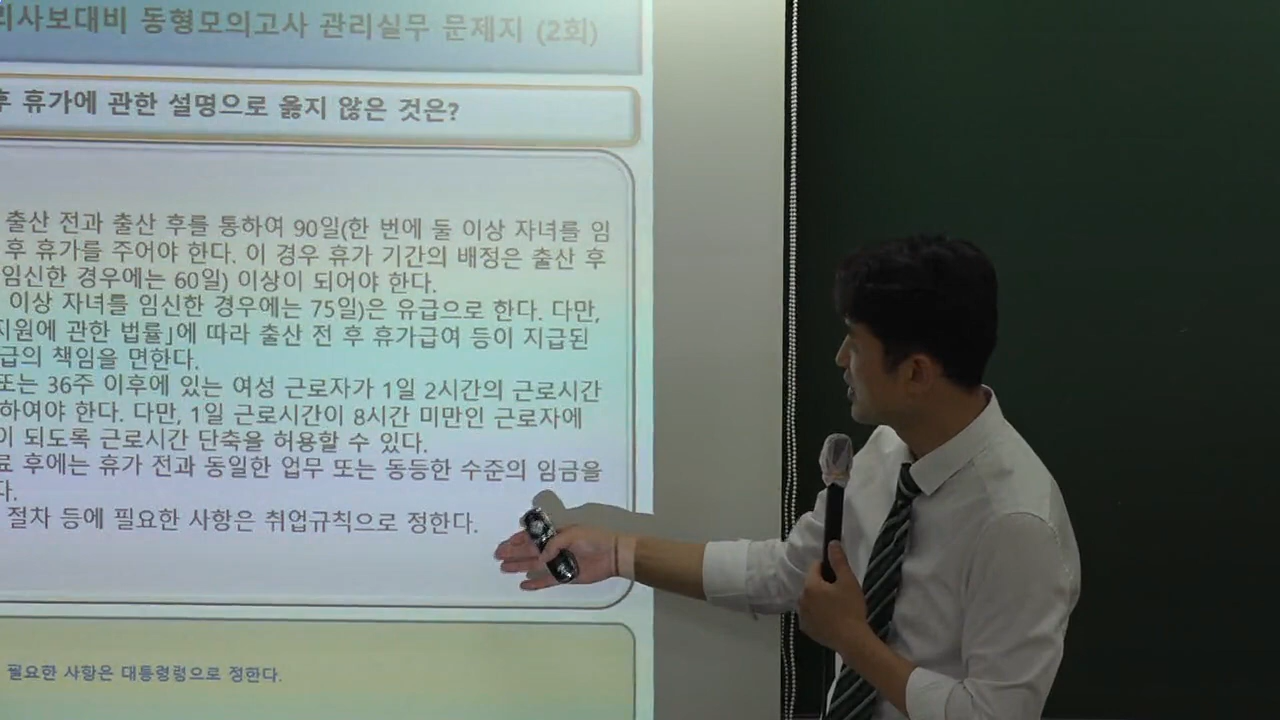 리사보대비 동형모의고사 관리실무 문제지 (2회)
후 휴가에 관한 설명으로 옳지 않은 것은?
출산 전과 출산 후를 통하여 90일(한 번에 둘 이상 자녀를 임
후 휴가를 주어야 한다. 이 경우 휴가 기간의 배정은 출산 후
임신한 경우에는 60일) 이상이 되어야 한다.
이상 자녀를 임신한 경우에는 75일)은 유급으로 한다. 다만,
지원에 관한 법률」에 따라 출산 전 후 휴가급여 등이 지급된
급의 책임을 면한다.
또는 36주 이후에 있는 여성 근로자가 1일 2시간의 근로시간
하여야 한다. 다만, 1일 근로시간이 8시간 미만인 근로자에
이 되도록 근로시간 단축을 허용할 수 있다.
료 후에는 휴가 전과 동일한 업무 또는 동등한 수준의 임금을
다.
절차 등에 필요한 사항은 취업규칙으로 정한다.
필요한 사항은 대통령령으로 정한다.